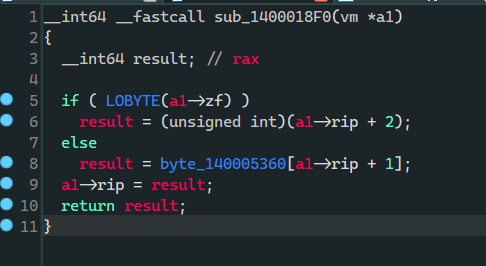 1 __int64 __fastcall sub_1400018F0(vm *a1)
2 {
3   __int64 result; // rax
4
5   if ( LOBYTE(a1->zf) )
6     result = (unsigned int)(a1->rip + 2);
7   else
8     result = byte_140005360[a1->rip + 1];
9   a1->rip = result;
10   return result;
11 }